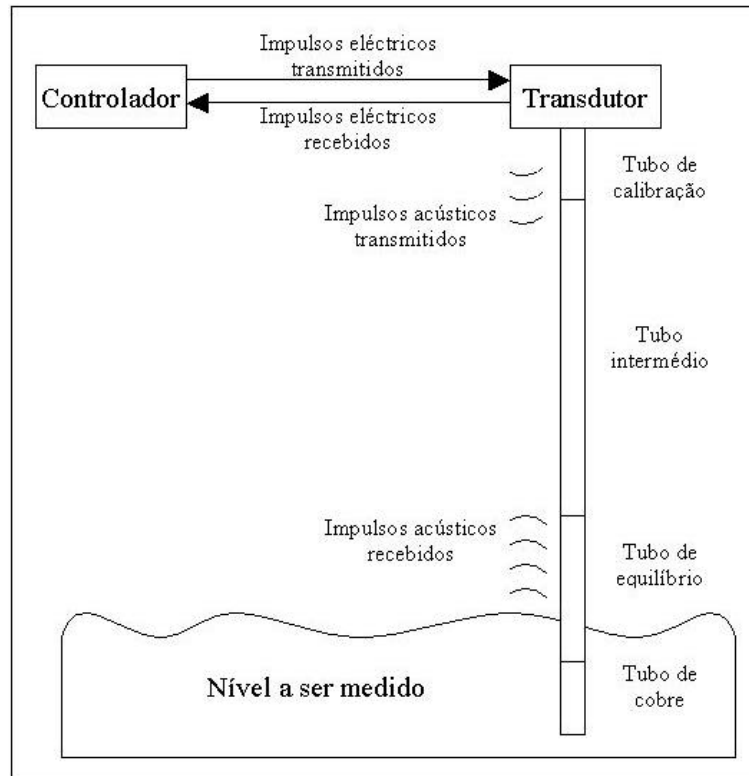 Impulsos eléctricos
transmitidos
Controlador
Transdutor
Impulsos eléctricos
recebidos
Tubo de
calibração
Impulsos acústicos
transmitidos
Tubo
intermédio
Impulsos acústicos
recebidos
Tubo de
equilíbrio
Nível a ser medido
Tubo de
cobre